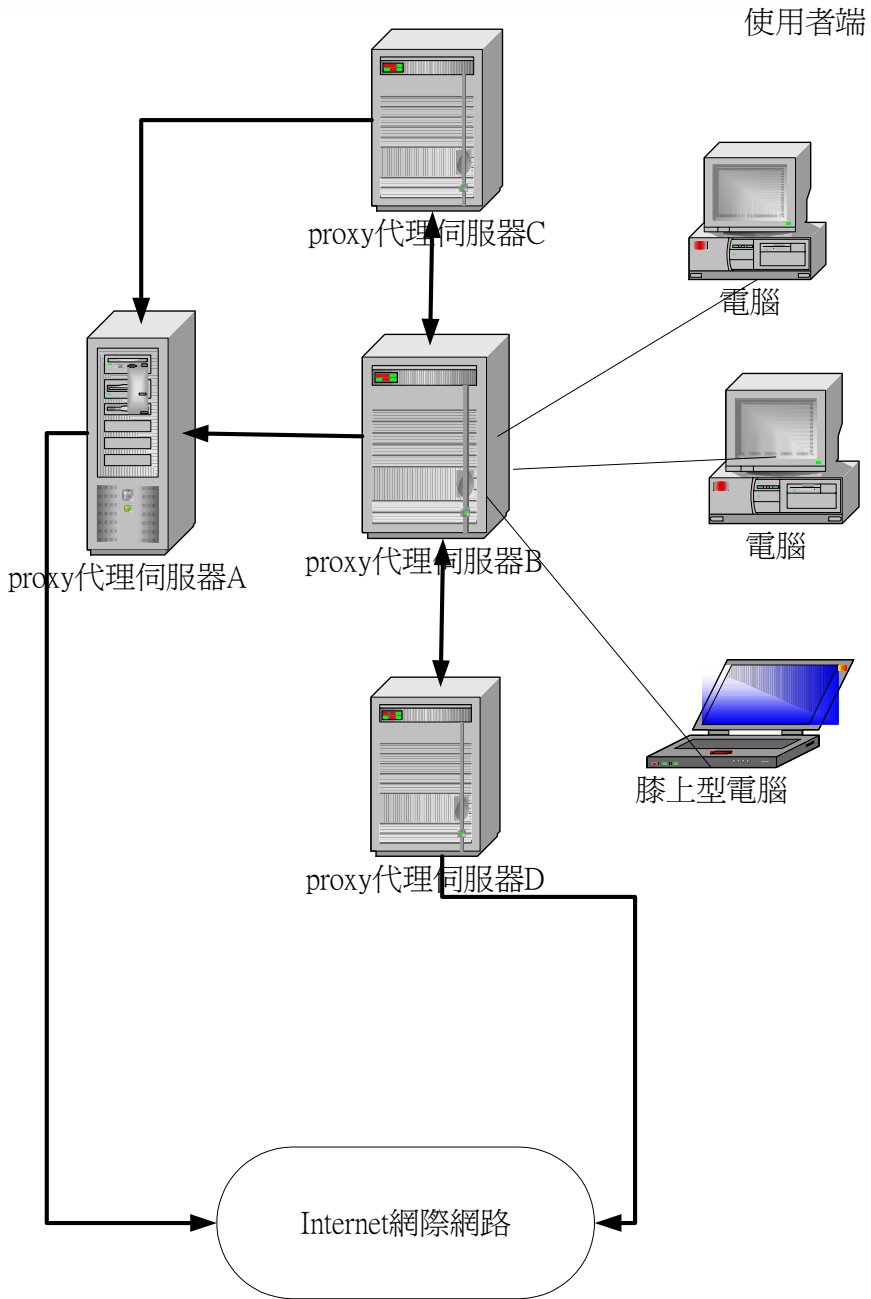 使用者端
proxy代理伺服器C
電腦
電腦
proxy代理伺服器B
proxy代理伺服器A
膝上型電腦
proxy代理伺服器D
Internet網際網路